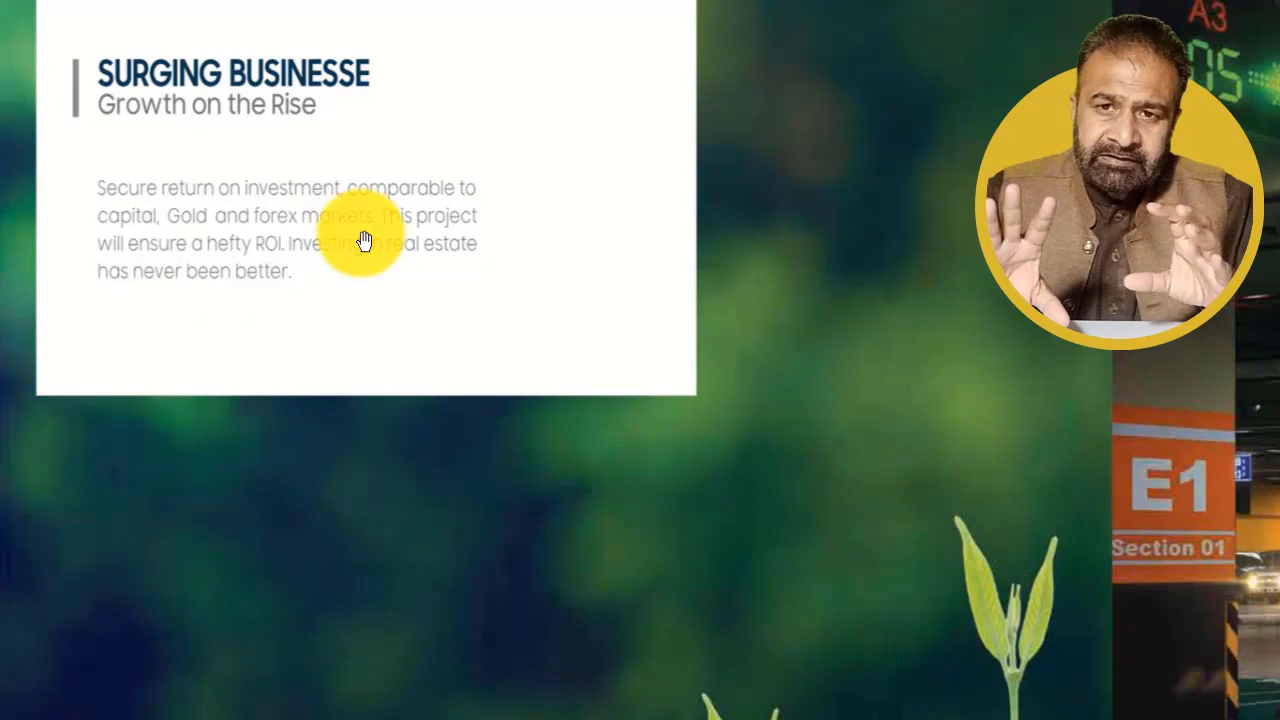 SURGING BUSINESSE
Growth on the Rise
Secure return on investment, comparable to
capital, Gold and forex markets. This project
will ensure a hefty ROI. Investing in real estate
has never been better.
A3
05
E1
Section 01